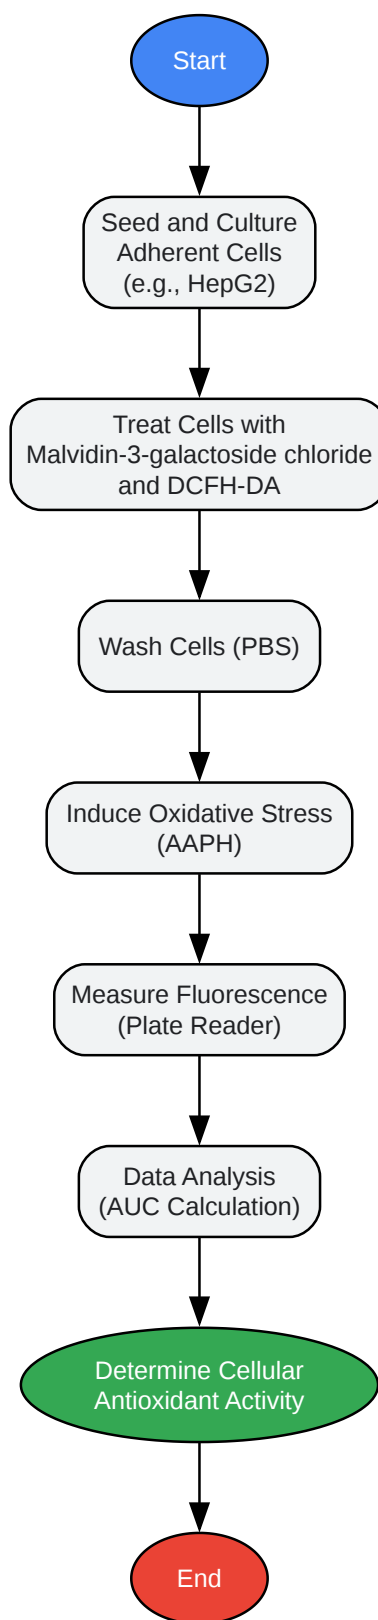 Start
Seed and Culture
Adherent Cells
(e.g., HepG2)
Treat Cells with
Malvidin-3-galactoside chloride
and DCFH-DA
Wash Cells (PBS)
Induce Oxidative Stress
(AAPH)
Measure Fluorescence
(Plate Reader)
Data Analysis
(AUC Calculation)
Determine Cellular
Antioxidant Activity
End